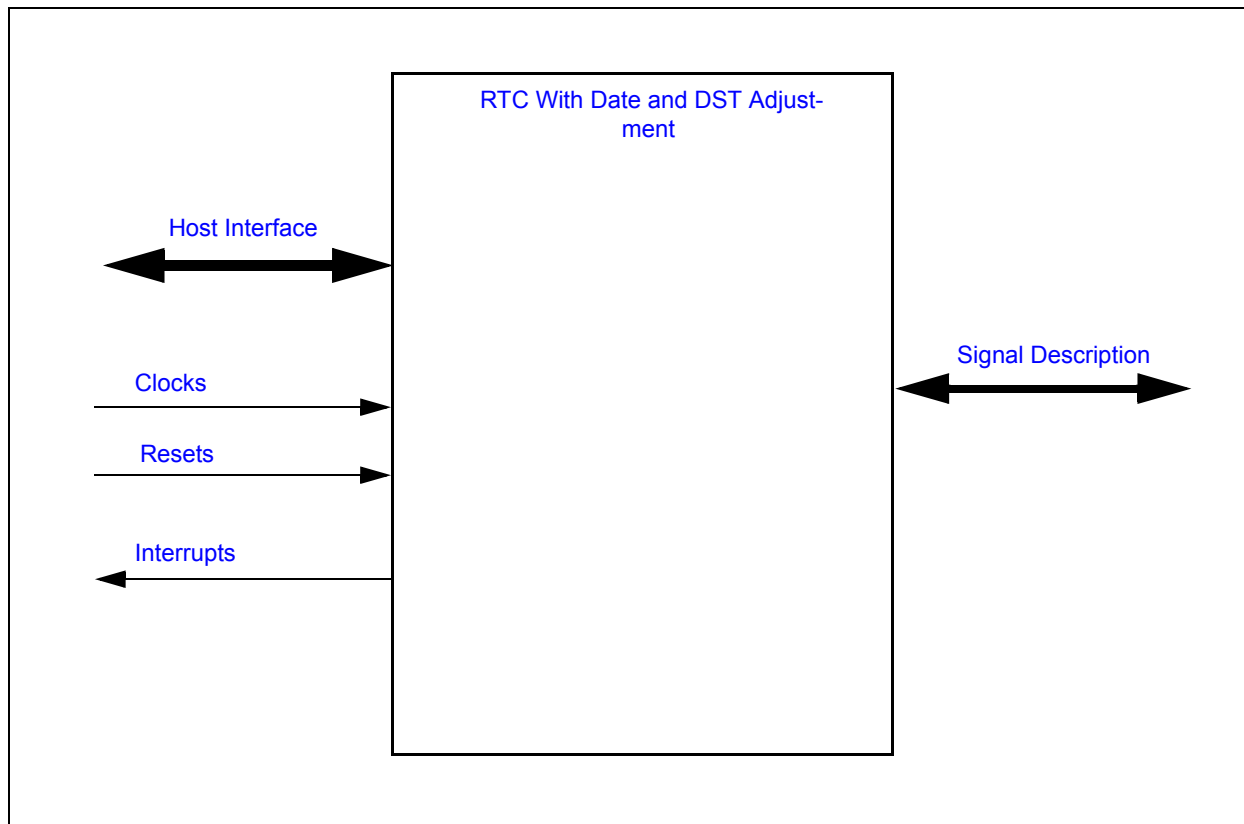 RTC With Date and DST Adjust-
ment
Host Interface
Signal Description
Clocks
Resets
Interrupts